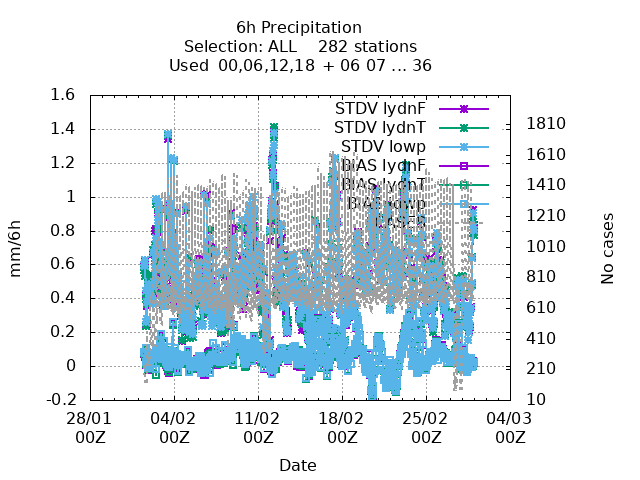 6h Precipitation
Selection: ALL    282 stations
Used  00,06,12,18 + 06 07 ... 36
STDV lydnF
STDV lydnT
STDV lowp
BIAS lydnF
BIAS lydnT
BIAS lowp
CASES
1.6
1.4
1.2
1
0.8
0.6
0.4
0.2
0
-0.2
mm/6h
1810
1610
1410
1210
1010
810
610
410
210
10
No cases
28/01 04/02 11/02 18/02 25/02 04/03
00Z 00Z 00Z 00Z 00Z 00Z
Date